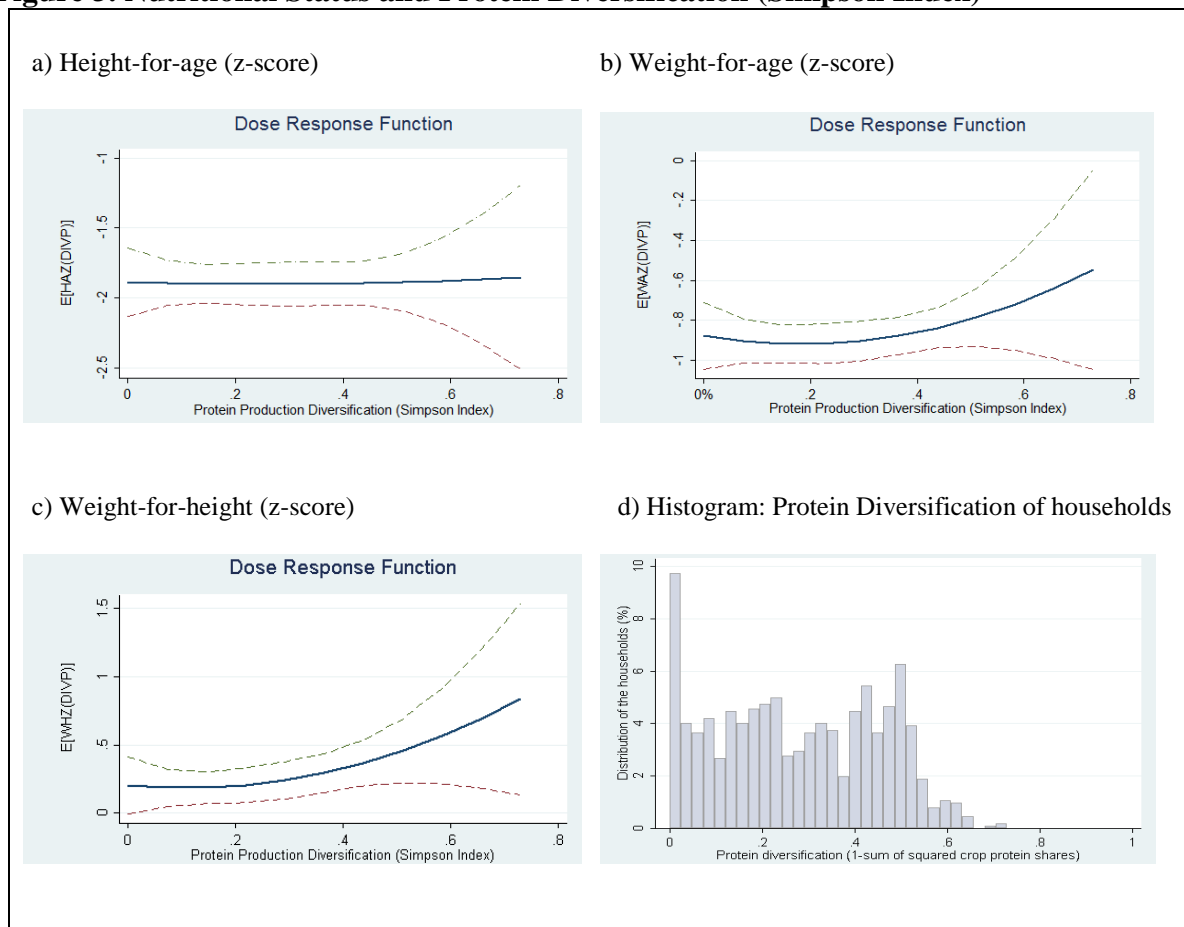 Figure 3. Nutritional Status and Protein Diversification (Simpson Index)
a) Height-for-age (z-score)
b) Weight-for-age (z-score)
Dose Response Function
E[HAZ(DIVP)]
-1
-1.5
-2
-2.5
0 .2 .4 .6 .8
Protein Production Diversification (Simpson Index)
Dose Response Function
E[WAZ(DIVP)]
0
-.2
-.4
-.6
-.8
-1
0% .2 .4 .6 .8
Protein Production Diversification (Simpson Index)
c) Weight-for-height (z-score)
d) Histogram: Protein Diversification of households
Dose Response Function
E[WHZ(DIVP)]
1.5
1
.5
0
0 .2 .4 .6 .8
Protein Production Diversification (Simpson Index)
Distribution of the households (%)
10
8
6
4
2
0
0 .2 .4 .6 .8 1
Protein diversification (1-sum of squared crop protein shares)